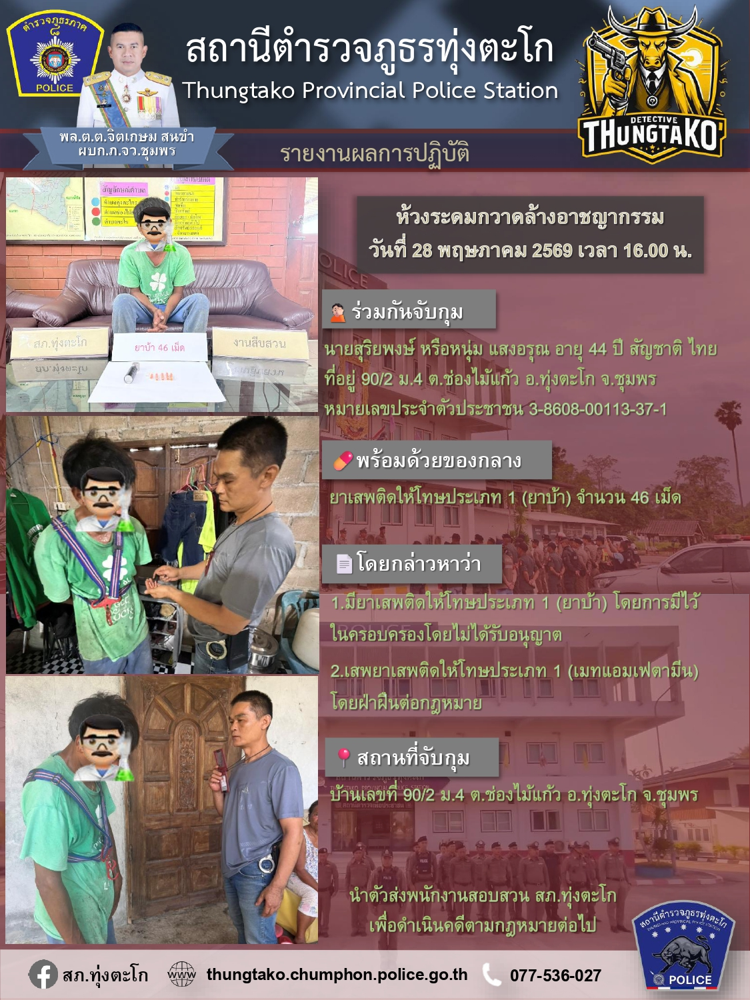 ตำรวจภูธรภาค
๘
POLICE
สถานีตำรวจภูธรทุ่งตะโก
Thungtako Provincial Police Station
DETECTIVE
THUNGTAKO
พล.ต.ต.จิตเกษม สนขำ
ผบก.ภ.จว.ชุมพร
รายงานผลการปฏิบัติ
ห้วงระดมกวาดล้างอาชญากรรม
วันที่ 28 พฤษภาคม 2569 เวลา 16.00 น.
สัญลักษณ์ตำบล
สภ.ทุ่งตะโก
ยาบ้า 46 เม็ด
งานสืบสวน
ร่วมกันจับกุม
นายสุริยพงษ์ หรือหนุ่ม แสงอรุณ อายุ 44 ปี สัญชาติ ไทย
ที่อยู่ 90/2 ม.4 ต.ช่องไม้แก้ว อ.ทุ่งตะโก จ.ชุมพร
หมายเลขประจำตัวประชาชน 3-8608-00113-37-1
พร้อมด้วยของกลาง
ยาเสพติดให้โทษประเภท 1 (ยาบ้า) จำนวน 46 เม็ด
โดยกล่าวหาว่า
1.มียาเสพติดให้โทษประเภท 1 (ยาบ้า) โดยการมีไว้
ในครอบครองโดยไม่ได้รับอนุญาต
2.เสพยาเสพติดให้โทษประเภท 1 (เมทแอมเฟตามีน)
โดยฝ่าฝืนต่อกฎหมาย
สถานที่จับกุม
บ้านเลขที่ 90/2 ม.4 ต.ช่องไม้แก้ว อ.ทุ่งตะโก จ.ชุมพร
นำตัวส่งพนักงานสอบสวน สภ.ทุ่งตะโก
เพื่อดำเนินคดีตามกฎหมายต่อไป
สถานีตำรวจภูธรทุ่งตะโก
THUNGTAKO PROVINCIAL POLICE STATION
POLICE
สภ.ทุ่งตะโก
www
thungtako.chumphon.police.go.th
077-536-027